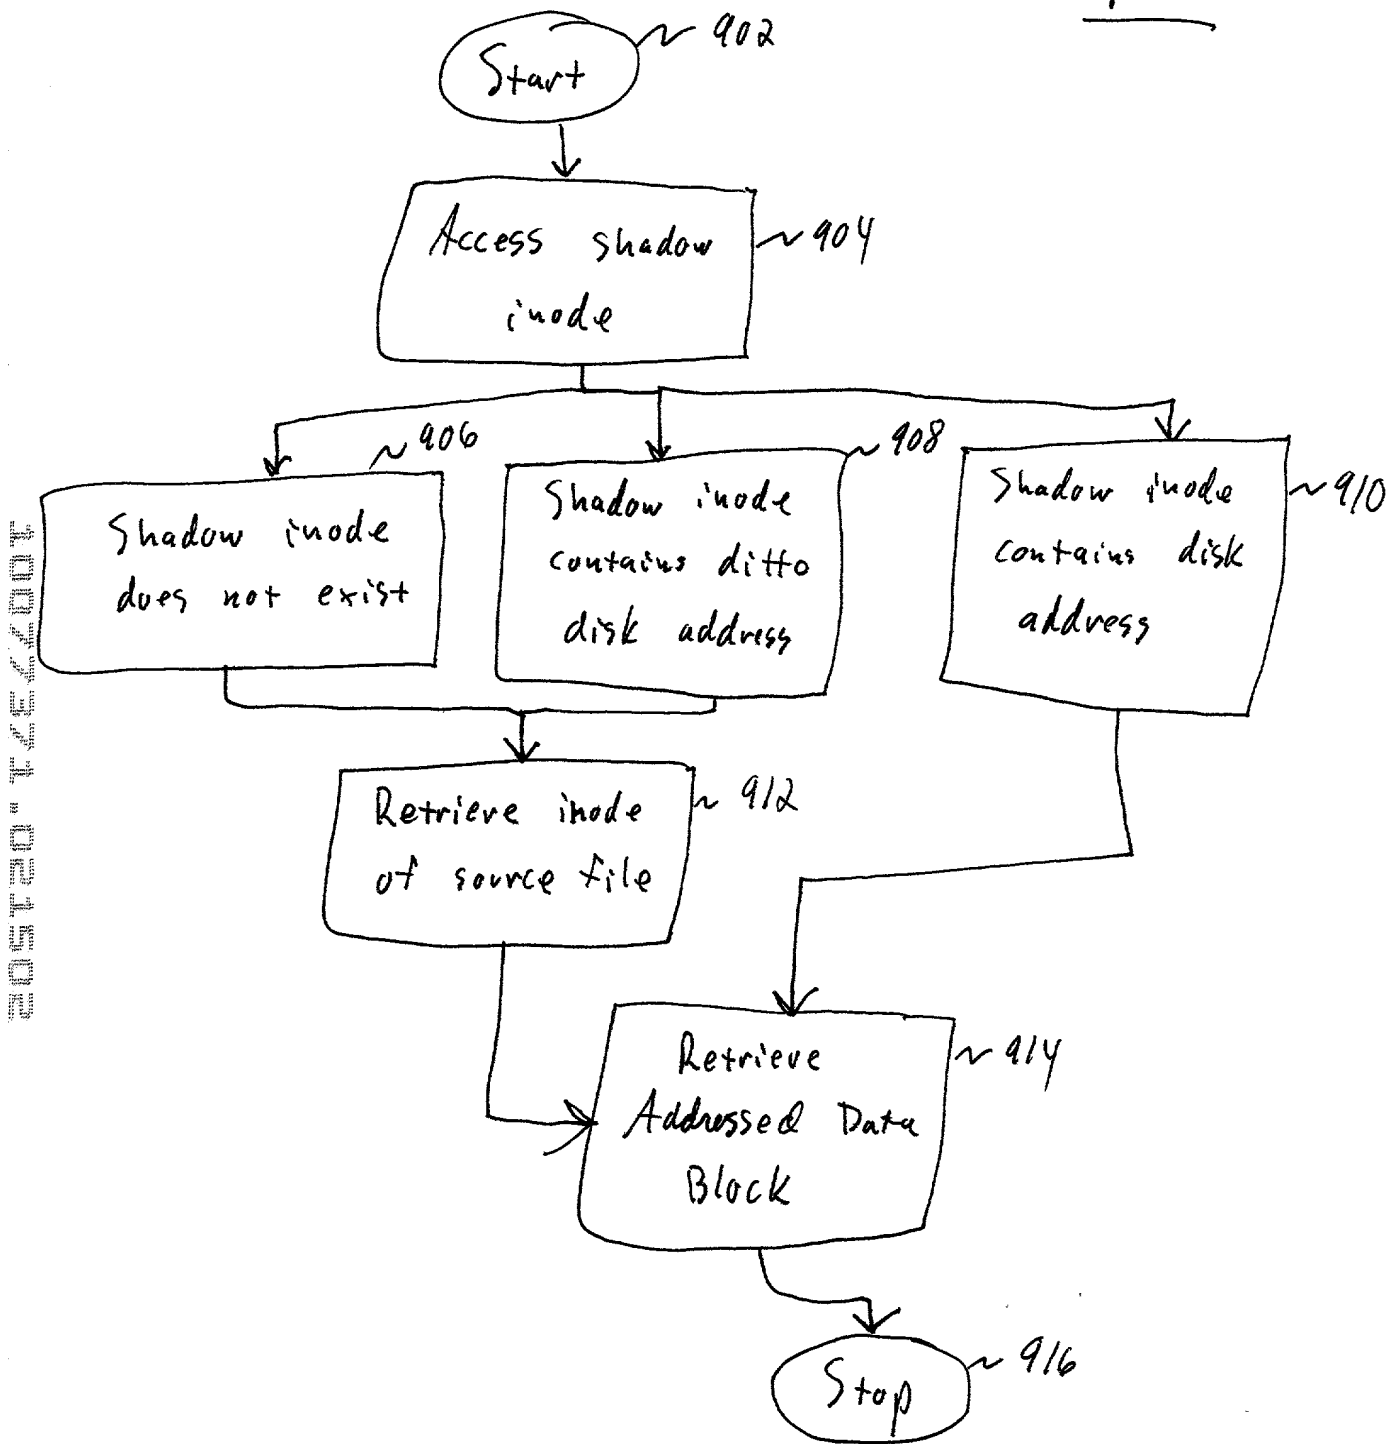 902
Start
904
Access shadow
inode
906
908
910
Shadow inode
does not exist
Shadow inode
contains ditto
disk address
Shadow inode
contains disk
address
912
Retrieve inode
of source file
914
Retrieve
Addressed Data
Block
916
Stop
10077371.021502